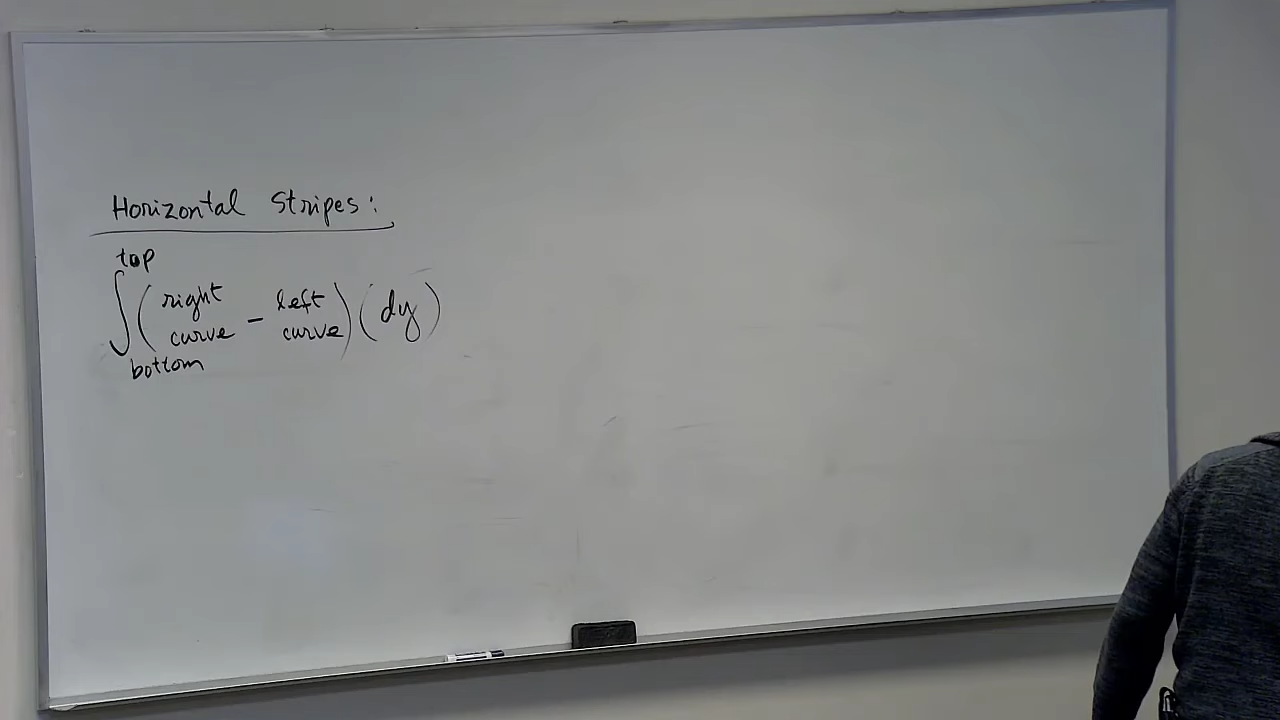 Horizontal Stripes:
top
∫ (right curve - left curve) (dy)
bottom